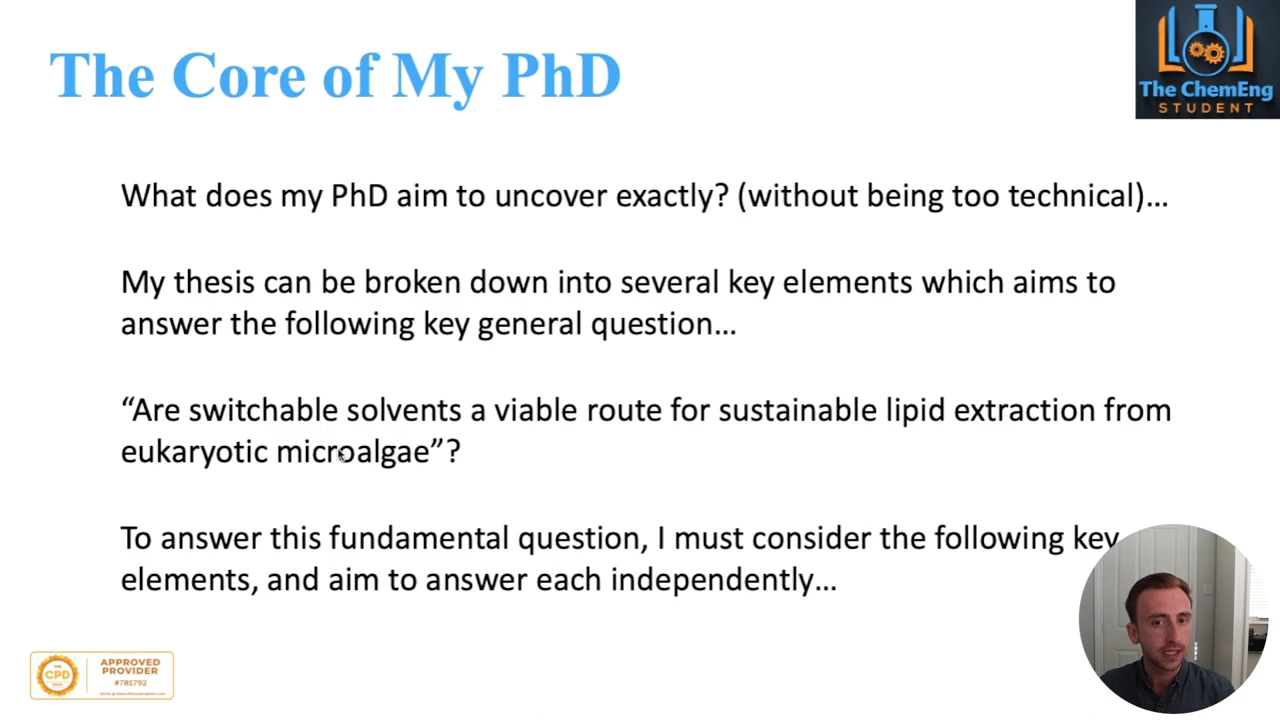 The Core of My PhD
The ChemEng
STUDENT
What does my PhD aim to uncover exactly? (without being too technical)…
My thesis can be broken down into several key elements which aims to
answer the following key general question…
“Are switchable solvents a viable route for sustainable lipid extraction from
eukaryotic microalgae”?
To answer this fundamental question, I must consider the following key
elements, and aim to answer each independently…
THE
CPD
APPROVED
PROVIDER
#781792